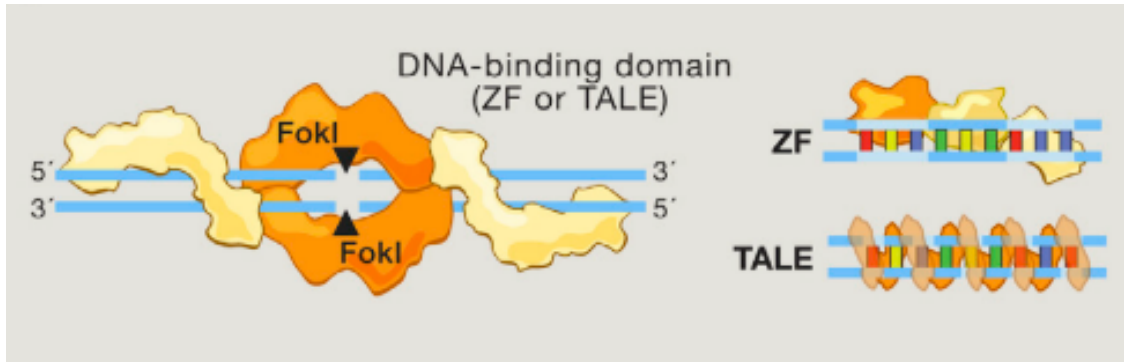 DNA-binding domain
(ZF or TALE)
FokI
5´ 3´
3´ 5´
FokI
ZF
TALE